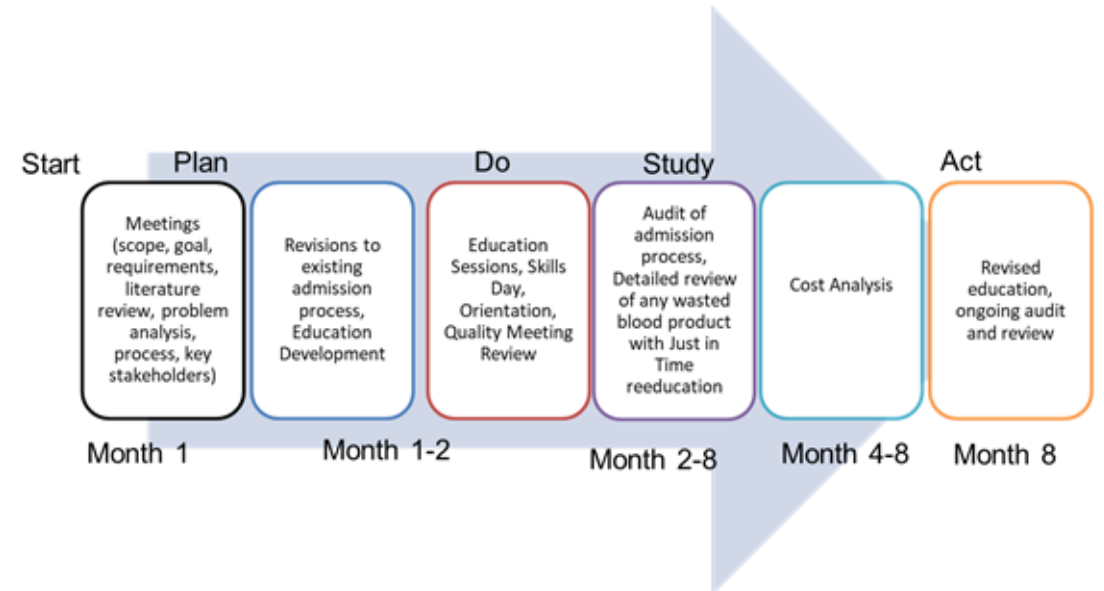 Start
Plan
Do
Study
Act
Meetings
(scope, goal,
requirements,
literature
review, problem
analysis,
process, key
stakeholders)
Revisions to
existing
admission
process,
Education
Development
Education
Sessions, Skills
Day,
Orientation,
Quality Meeting
Review
Audit of
admission
process,
Detailed review
of any wasted
blood product
with Just in
Time
reeducation
Cost Analysis
Revised
education,
ongoing audit
and review
Month 1
Month 1-2
Month 2-8
Month 4-8
Month 8